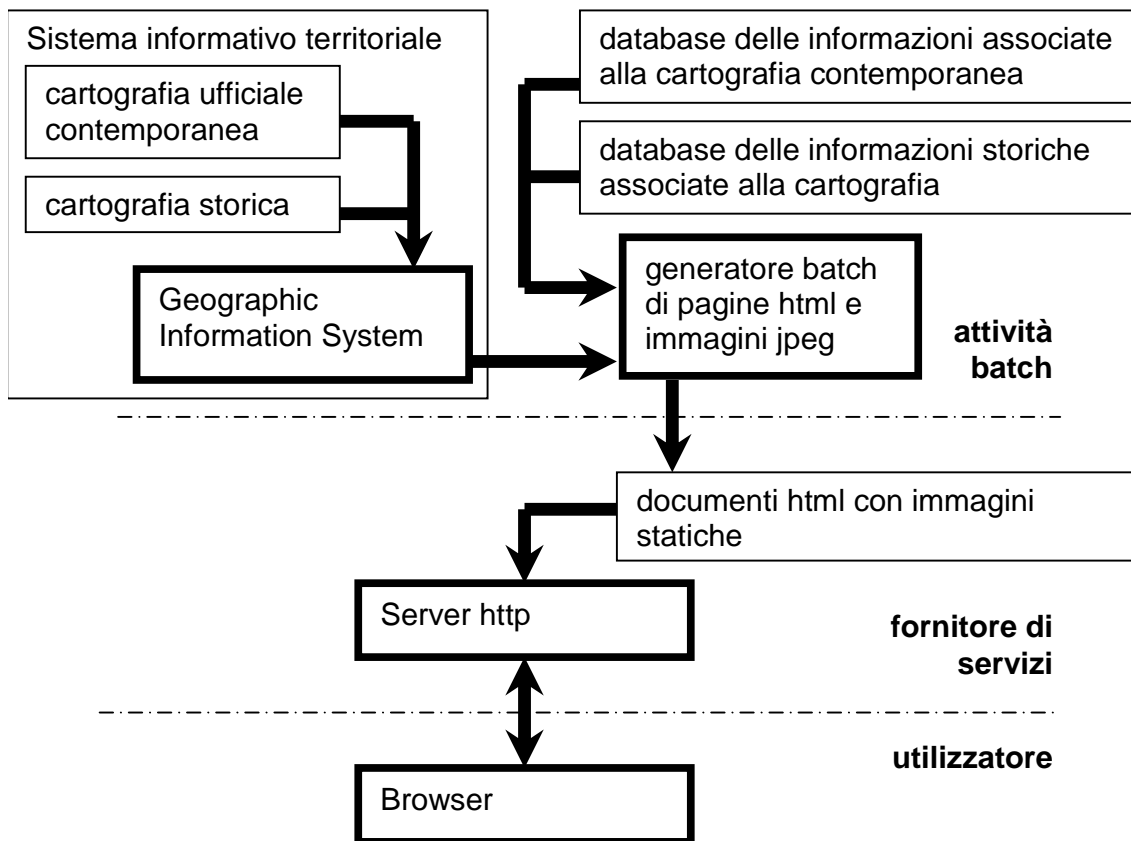 Sistema informativo territoriale
cartografia ufficiale
contemporanea
cartografia storica
Geographic
Information System
database delle informazioni associate
alla cartografia contemporanea
database delle informazioni storiche
associate alla cartografia
generatore batch
di pagine html e
immagini jpeg
attività
batch
documenti html con immagini
statiche
Server http
fornitore di
servizi
utilizzatore
Browser